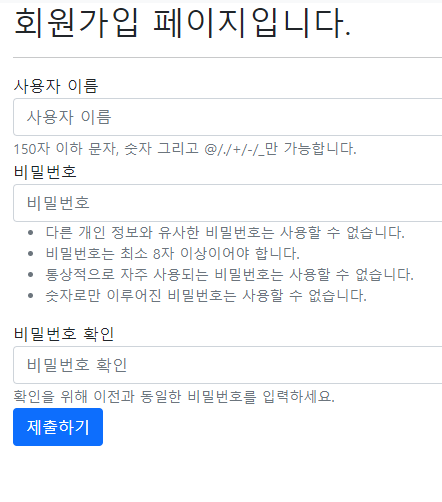 회원가입 페이지입니다.
사용자 이름
사용자 이름
150자 이하 문자, 숫자 그리고 @/./+/-/_만 가능합니다.
비밀번호
비밀번호
• 다른 개인 정보와 유사한 비밀번호는 사용할 수 없습니다.
• 비밀번호는 최소 8자 이상이어야 합니다.
• 통상적으로 자주 사용되는 비밀번호는 사용할 수 없습니다.
• 숫자로만 이루어진 비밀번호는 사용할 수 없습니다.
비밀번호 확인
비밀번호 확인
확인을 위해 이전과 동일한 비밀번호를 입력하세요.
제출하기